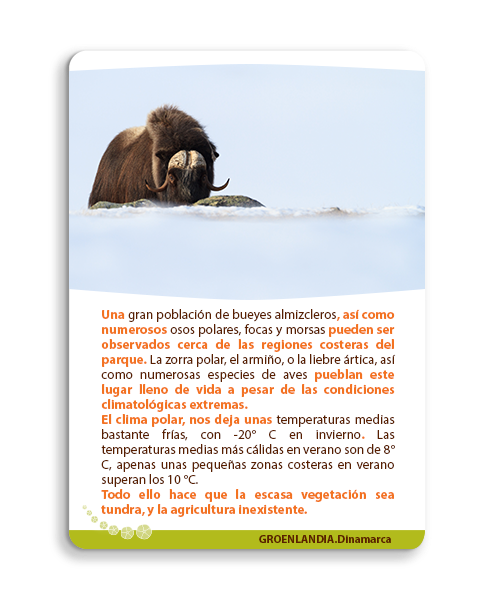 Una gran población de bueyes almizcleros, así como
numerosos osos polares, focas y morsas pueden ser
observados cerca de las regiones costeras del
parque. La zorra polar, el armiño, o la liebre ártica, así
como numerosas especies de aves pueblan este
lugar lleno de vida a pesar de las condiciones
climatológicas extremas.
El clima polar, nos deja unas temperaturas medias
bastante frías, con -20° C en invierno. Las
temperaturas medias más cálidas en verano son de 8°
C, apenas unas pequeñas zonas costeras en verano
superan los 10 °C.
Todo ello hace que la escasa vegetación sea
tundra, y la agricultura inexistente.
GROENLANDIA.Dinamarca